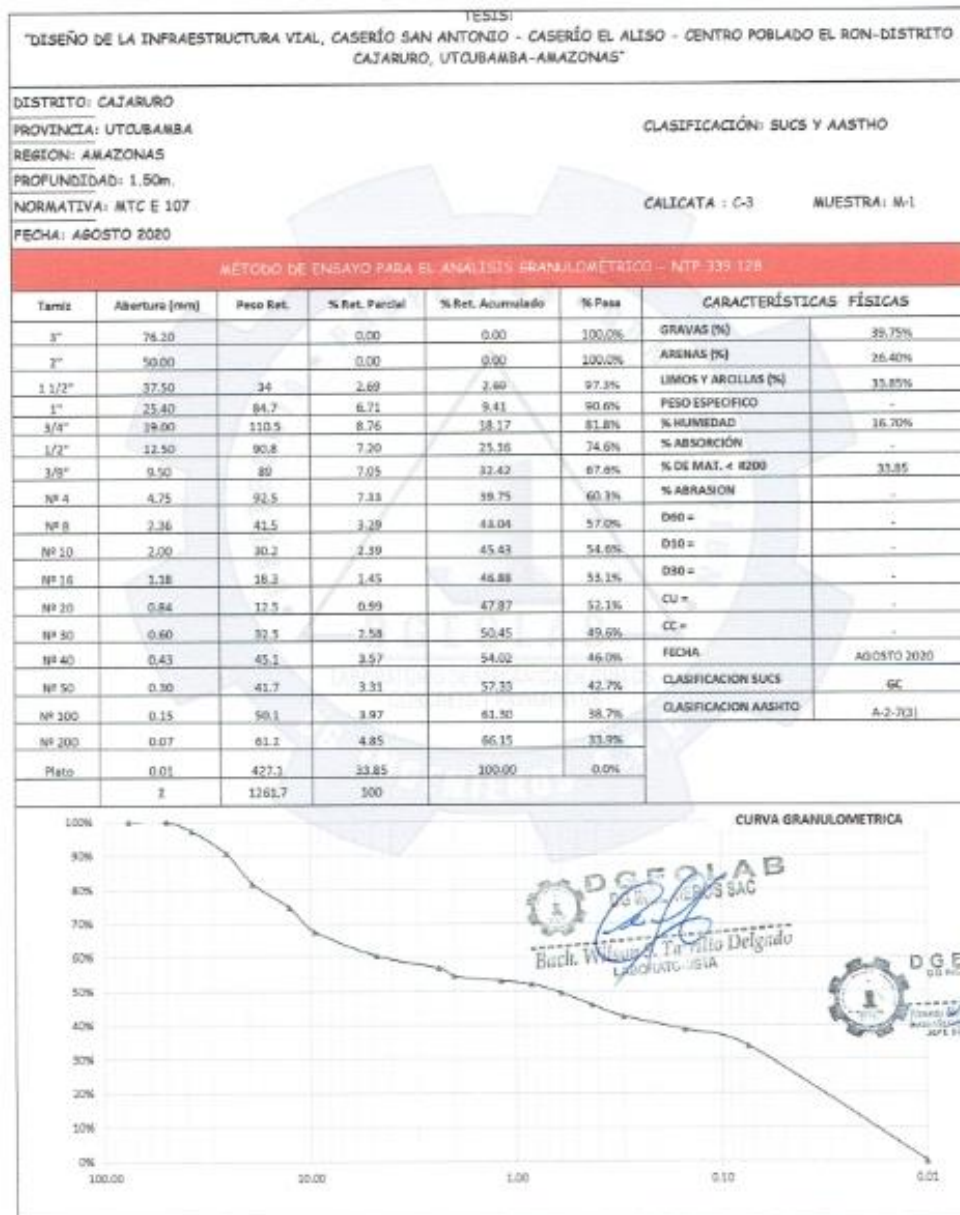 TESIS:
"DISEÑO DE LA INFRAESTRUCTURA VIAL, CASERÍO SAN ANTONIO - CASERÍO EL ALISO - CENTRO POBLADO EL RON-DISTRITO
CAJARURO, UTCUBAMBA-AMAZONAS"
DISTRITO: CAJARURO
PROVINCIA: UTCUBAMBA CLASIFICACIÓN: SUCS Y AASTHO
REGION: AMAZONAS
PROFUNDIDAD: 1.50m.
NORMATIVA: MTC E 107 CALICATA : C-3 MUESTRA: M-1
FECHA: AGOSTO 2020
MÉTODO DE ENSAYO PARA EL ANÁLISIS GRANULOMÉTRICO - NTP 339 128
Tamiz Abertura (mm) Peso Ret. % Ret. Parcial % Ret. Acumulado % Pasa CARACTERÍSTICAS FÍSICAS
3" 76.20 0.00 0.00 100.0% GRAVAS (%) 39.75%
2" 50.00 0.00 0.00 100.0% ARENAS (%) 26.40%
1 1/2" 37.50 34 2.69 2.69 97.3% LIMOS Y ARCILLAS (%) 33.85%
1" 25.40 84.7 6.71 9.41 90.6% PESO ESPECIFICO -
3/4" 19.00 110.5 8.76 18.17 81.8% % HUMEDAD 16.70%
1/2" 12.50 90.8 7.20 25.36 74.6% % ABSORCIÓN -
3/8" 9.50 89 7.05 32.42 67.6% % DE MAT. < #200 33.85
Nº 4 4.75 92.5 7.33 39.75 60.3% % ABRASION -
Nº 8 2.36 41.5 3.29 43.04 57.0% D60 = -
Nº 10 2.00 30.2 2.39 45.43 54.6% D10 = -
Nº 16 1.18 18.3 1.45 46.88 53.1% D30 = -
Nº 20 0.84 12.5 0.99 47.87 52.1% CU = -
Nº 30 0.60 32.5 2.58 50.45 49.6% CC = -
Nº 40 0.43 45.1 3.57 54.02 46.0% FECHA AGOSTO 2020
Nº 50 0.30 41.7 3.31 57.33 42.7% CLASIFICACION SUCS GC
Nº 100 0.15 50.1 3.97 61.30 38.7% CLASIFICACION AASHTO A-2-7(3)
Nº 200 0.07 61.2 4.85 66.15 33.9%
Plato 0.01 427.1 33.85 100.00 0.0%
Σ 1261.7 100
CURVA GRANULOMETRICA
100%
90%
80%
70%
60%
50%
40%
30%
20%
10%
0%
100.00 10.00 1.00 0.10 0.01
DGEOLAB
SAC
Bach. Delgado
DGE